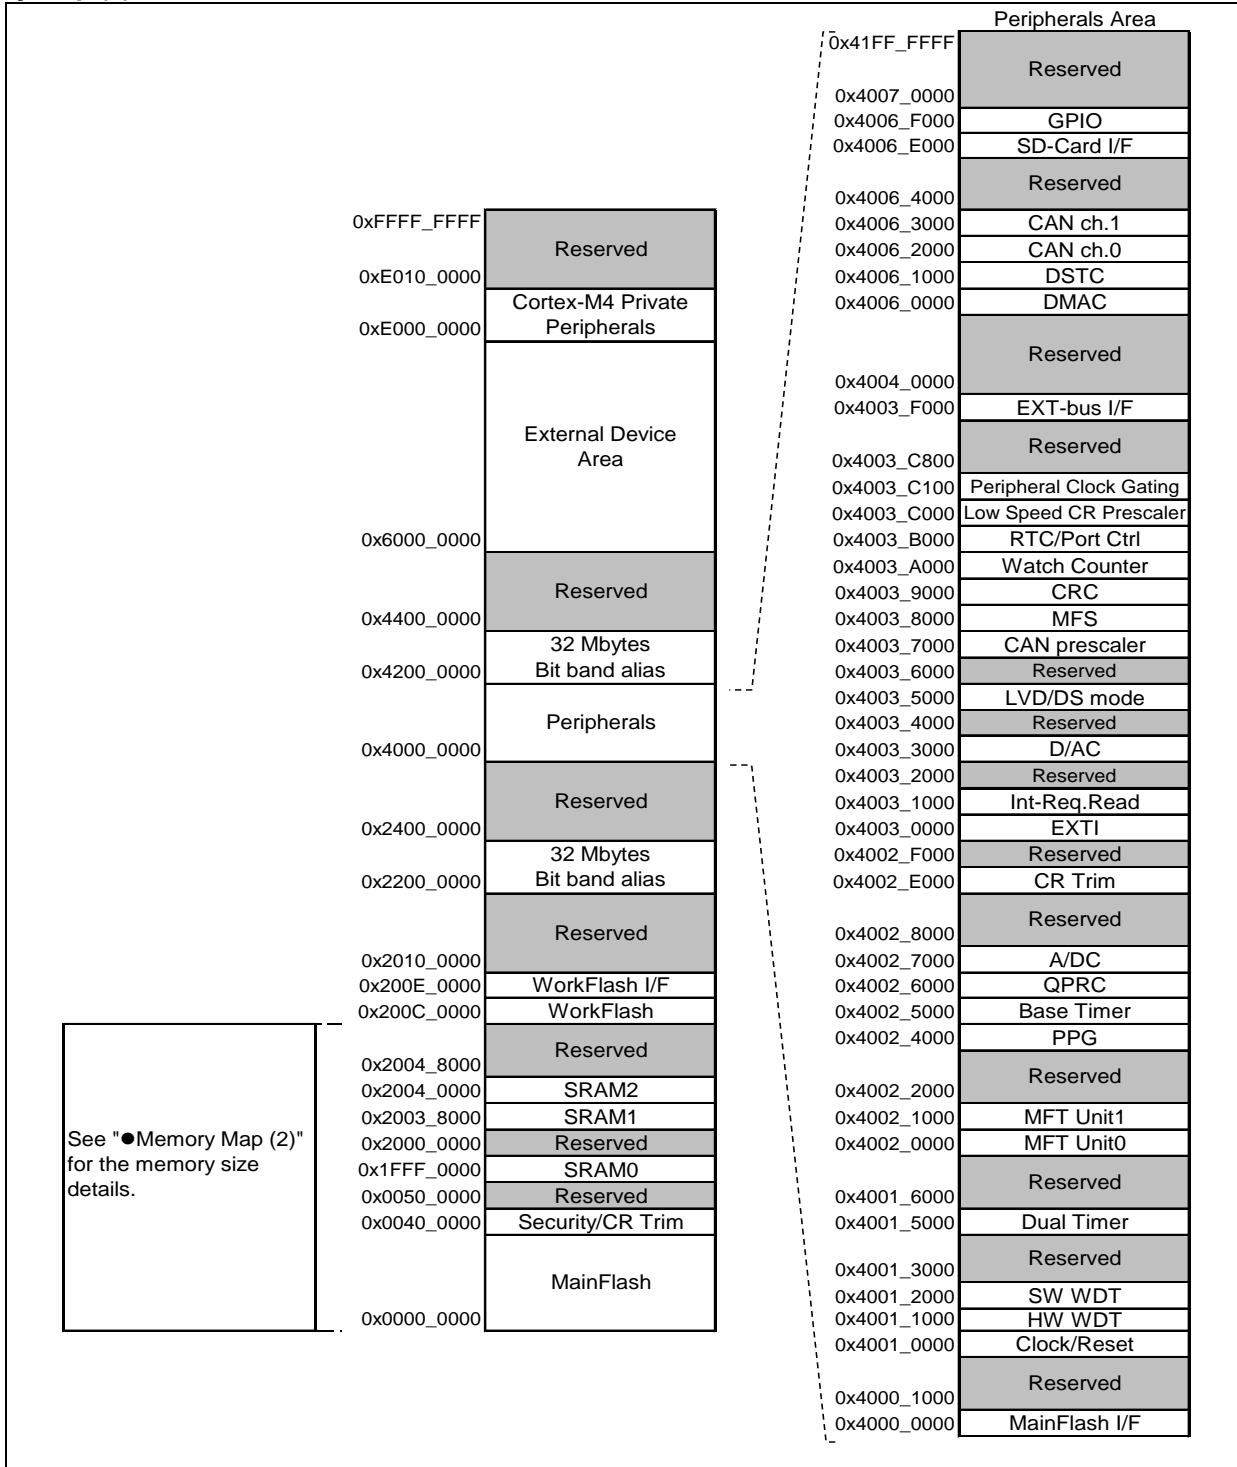 Peripherals Area
0x41FF_FFFF
Reserved
0x4007_0000
0x4006_F000 GPIO
0x4006_E000 SD-Card I/F
Reserved
0x4006_4000
0x4006_3000 CAN ch.1
0x4006_2000 CAN ch.0
0x4006_1000 DSTC
0x4006_0000 DMAC
Reserved
0x4004_0000
0x4003_F000 EXT-bus I/F
Reserved
0x4003_C800
0x4003_C100 Peripheral Clock Gating
0x4003_C000 Low Speed CR Prescaler
0x4003_B000 RTC/Port Ctrl
0x4003_A000 Watch Counter
0x4003_9000 CRC
0x4003_8000 MFS
0x4003_7000 CAN prescaler
0x4003_6000 Reserved
0x4003_5000 LVD/DS mode
0x4003_4000 Reserved
0x4003_3000 D/AC
0x4003_2000 Reserved
0x4003_1000 Int-Req.Read
0x4003_0000 EXTI
0x4002_F000 Reserved
0x4002_E000 CR Trim
Reserved
0x4002_8000
0x4002_7000 A/DC
0x4002_6000 QPRC
0x4002_5000 Base Timer
0x4002_4000 PPG
Reserved
0x4002_2000
0x4002_1000 MFT Unit1
0x4002_0000 MFT Unit0
Reserved
0x4001_6000
0x4001_5000 Dual Timer
Reserved
0x4001_3000
0x4001_2000 SW WDT
0x4001_1000 HW WDT
0x4001_0000 Clock/Reset
Reserved
0x4000_1000
0x4000_0000 MainFlash I/F
0xFFFF_FFFF
Reserved
0xE010_0000
Cortex-M4 Private
0xE000_0000 Peripherals
External Device
Area
0x6000_0000
Reserved
0x4400_0000
32 Mbytes
0x4200_0000 Bit band alias
Peripherals
0x4000_0000
Reserved
0x2400_0000
32 Mbytes
0x2200_0000 Bit band alias
Reserved
0x2010_0000
0x200E_0000 WorkFlash I/F
0x200C_0000 WorkFlash
Reserved
0x2004_8000
0x2004_0000 SRAM2
0x2003_8000 SRAM1
0x2000_0000 Reserved
0x1FFF_0000 SRAM0
0x0050_0000 Reserved
0x0040_0000 Security/CR Trim
MainFlash
0x0000_0000
See "●Memory Map (2)"
for the memory size
details.